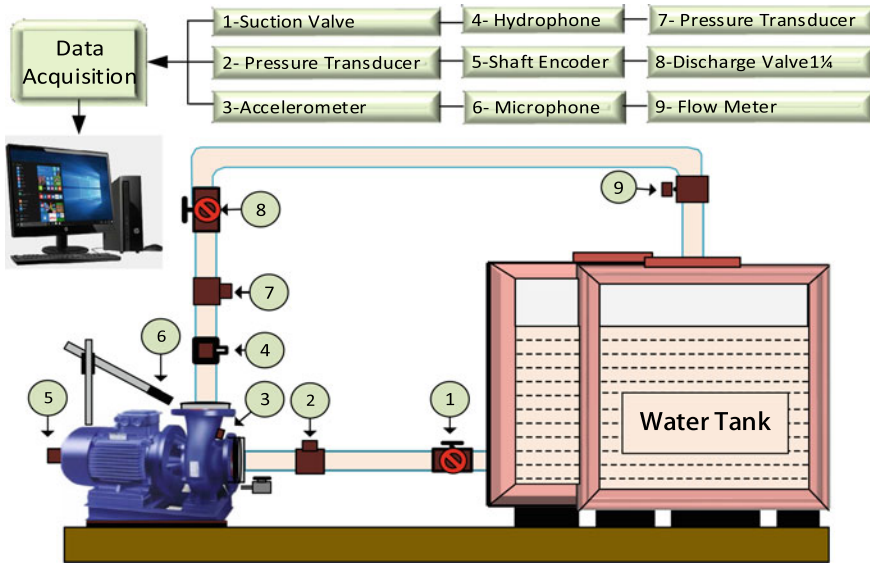 Data
Acquisition
1-Suction Valve
4- Hydrophone
7- Pressure Transducer
2- Pressure Transducer
5-Shaft Encoder
8-Discharge Valve1¼
3-Accelerometer
6- Microphone
9- Flow Meter
9
8
7
6
4
5
3
2
1
Water Tank